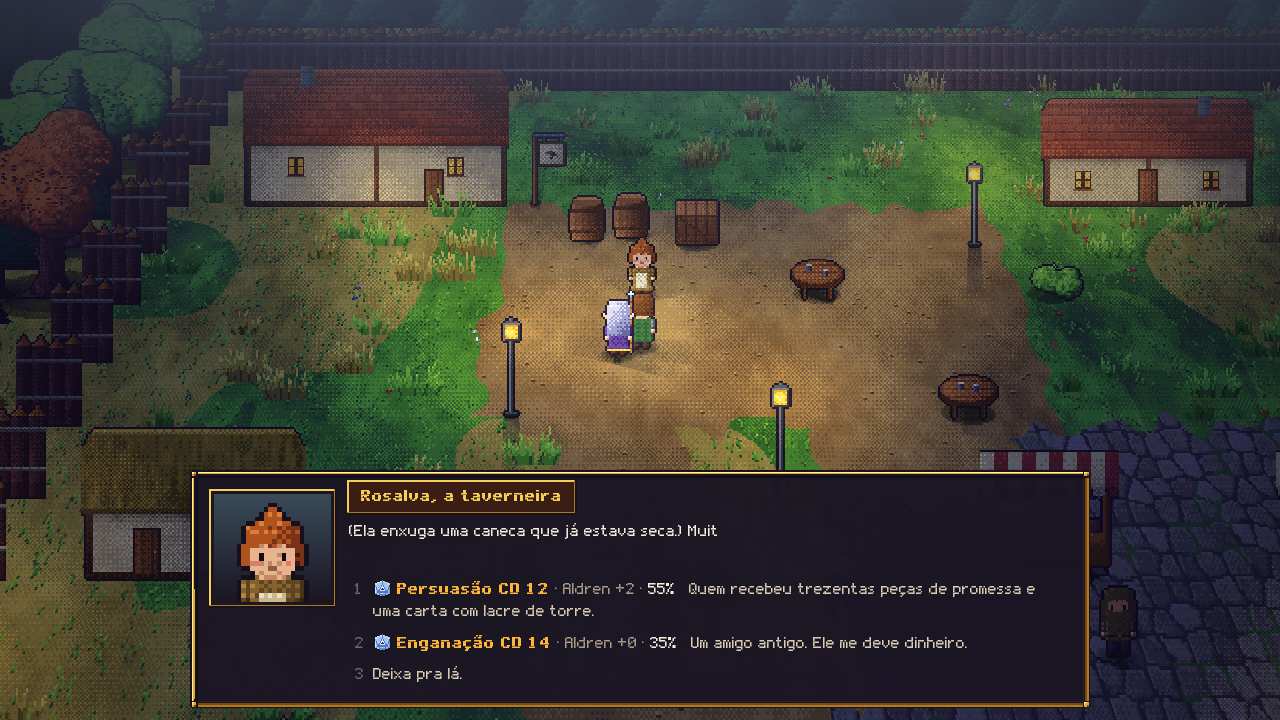 Rosalva, a taverneira
(Ela enxuga uma caneca que já estava seca.) Muit
1 Persuasão CD 12 · Aldren +2 · 55% Quem recebeu trezentas peças de promessa e
uma carta com lacre de torre.
2 Enganação CD 14 · Aldren +0 · 35% Um amigo antigo. Ele me deve dinheiro.
3 Deixa pra lá.